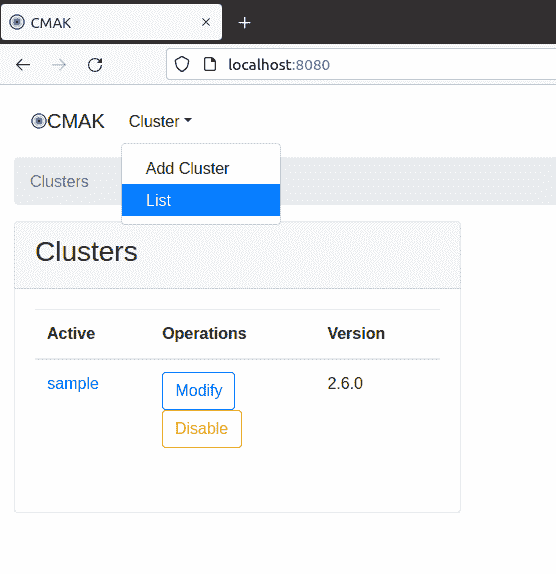 CMAK
localhost:8080
CMAK Cluster
Add Cluster
Clusters
List
Clusters
Active Operations Version
sample Modify 2.6.0
Disable